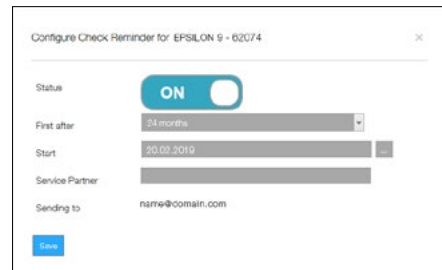 Configure Check Reminder for EPSILON 9 - 62074 ×
Status ON
First after 24 months
Start 20.02.2019 ...
Service Partner
Sending to name@domain.com
Save